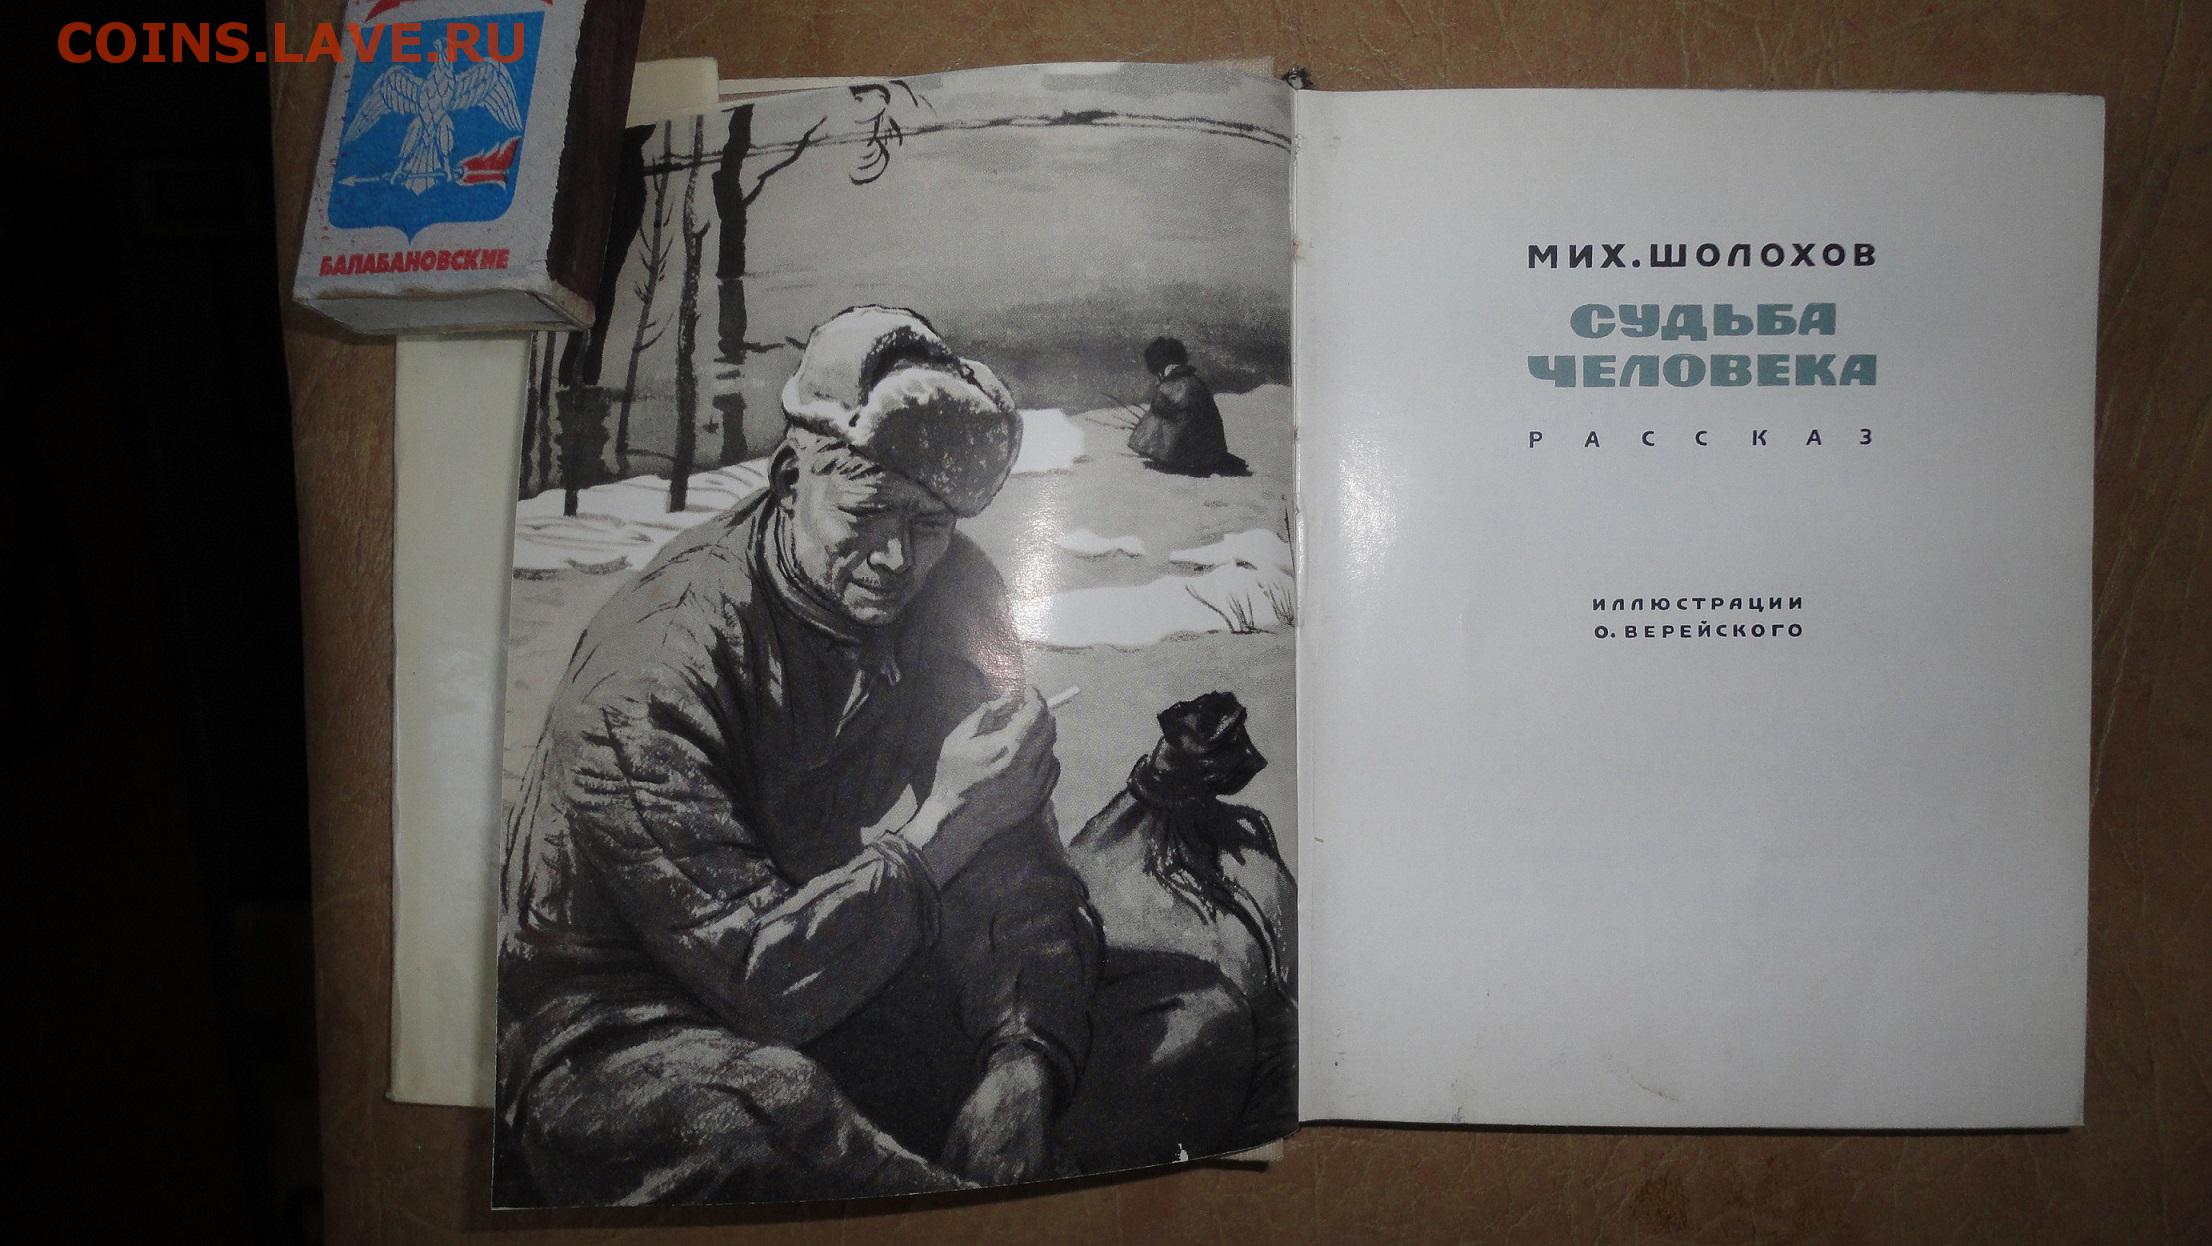 COINS.LAVE.RU
БАЛАБАНОВСКИЕ
МИХ.ШОЛОХОВ
СУДЬБА
ЧЕЛОВЕКА
РАССКАЗ
ИЛЛЮСТРАЦИИ
О. ВЕРЕЙСКОГО